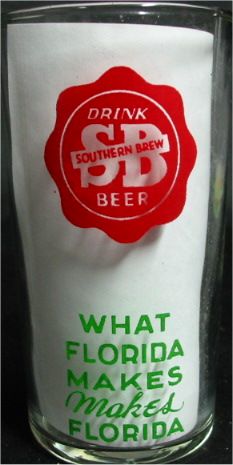 DRINK
SB
SOUTHERN BREW
BEER
WHAT
FLORIDA
MAKES
Makes
FLORIDA